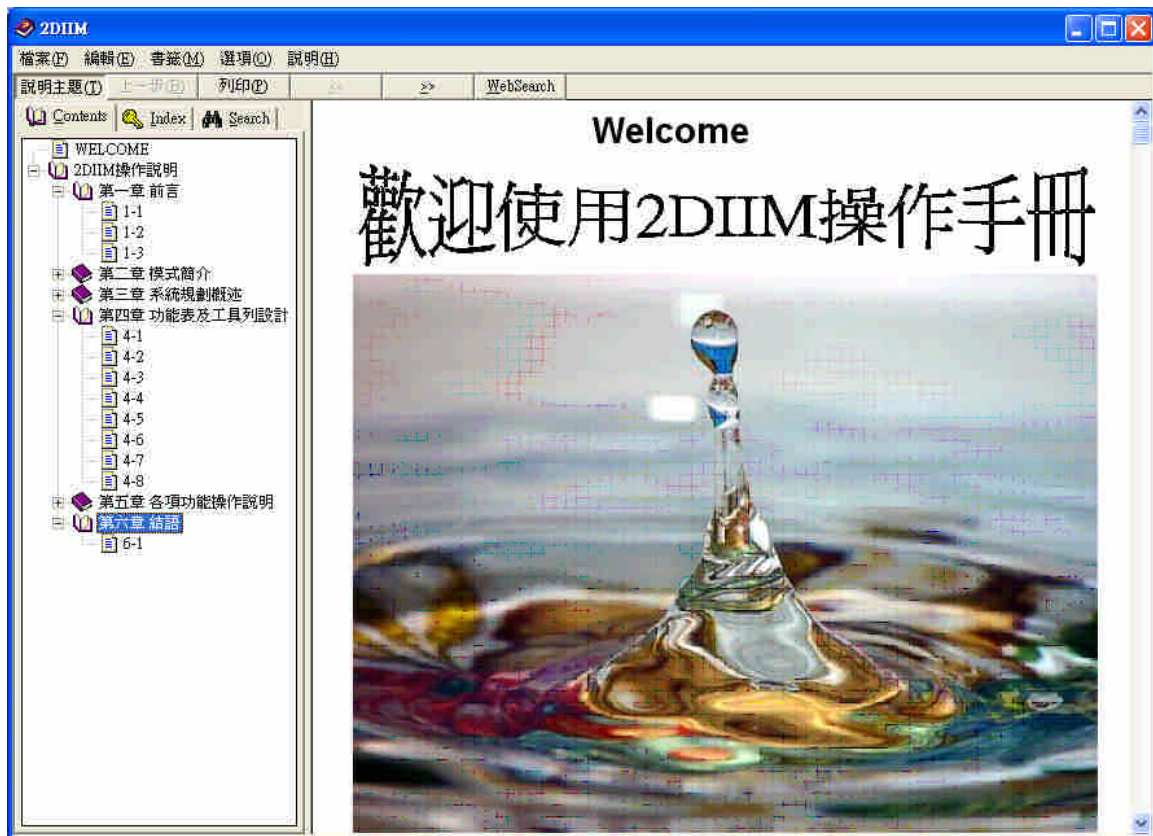 2DIIM
檔案(F) 編輯(E) 書籤(M) 選項(O) 說明(H)
說明主題(T) 上一步(B) 列印(P) << >> WebSearch
Contents Index Search
WELCOME
2DIIM操作說明
第一章 前言
1-1
1-2
1-3
第二章 模式簡介
第三章 系統規劃概述
第四章 功能表及工具列設計
4-1
4-2
4-3
4-4
4-5
4-6
4-7
4-8
第五章 各項功能操作說明
第六章 結語
6-1
Welcome
歡迎使用2DIIM操作手冊